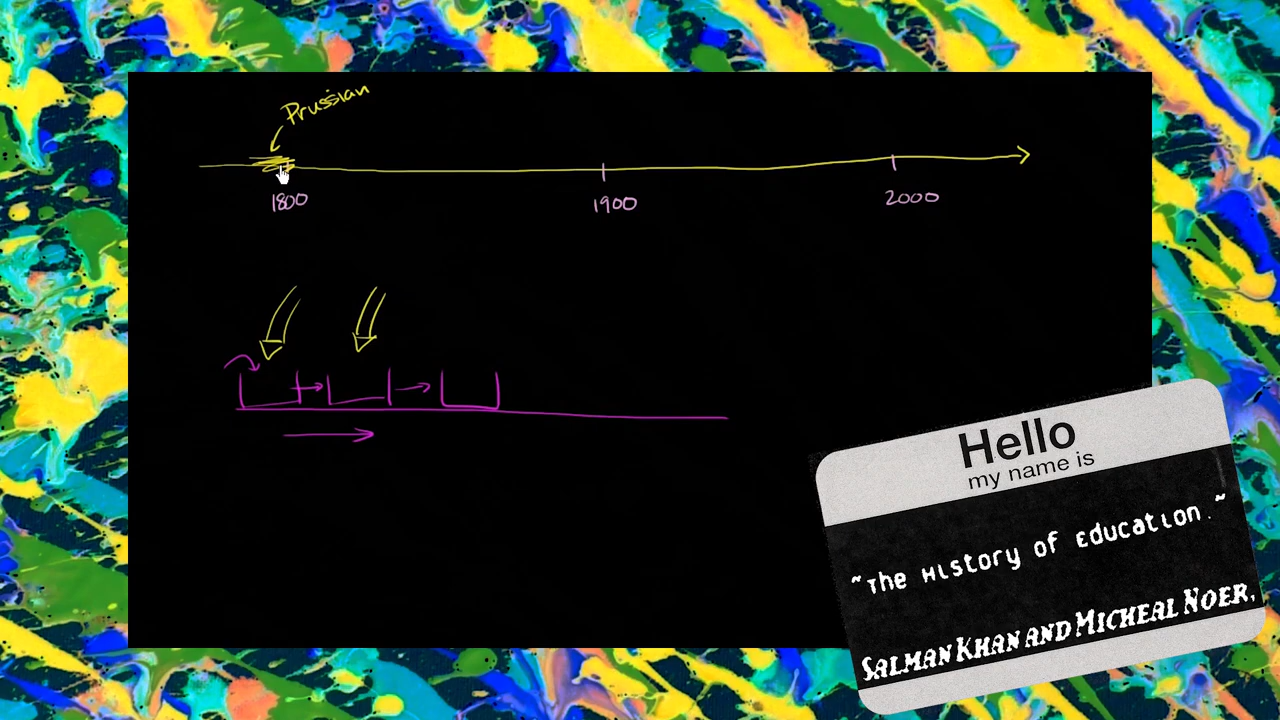 Prussian
1800
1900
2000
Hello
my name is
~The History of Education.~
Salman Khan and Micheal Noer,